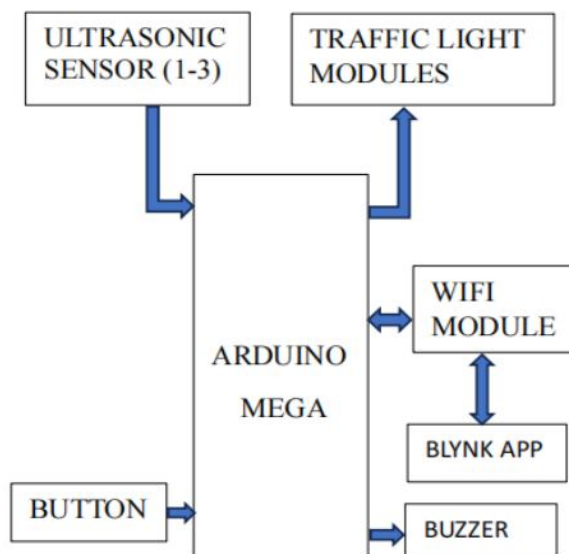 ULTRASONIC
SENSOR (1-3)
TRAFFIC LIGHT
MODULES
WIFI
MODULE
ARDUINO
MEGA
BLYNK APP
BUTTON
BUZZER